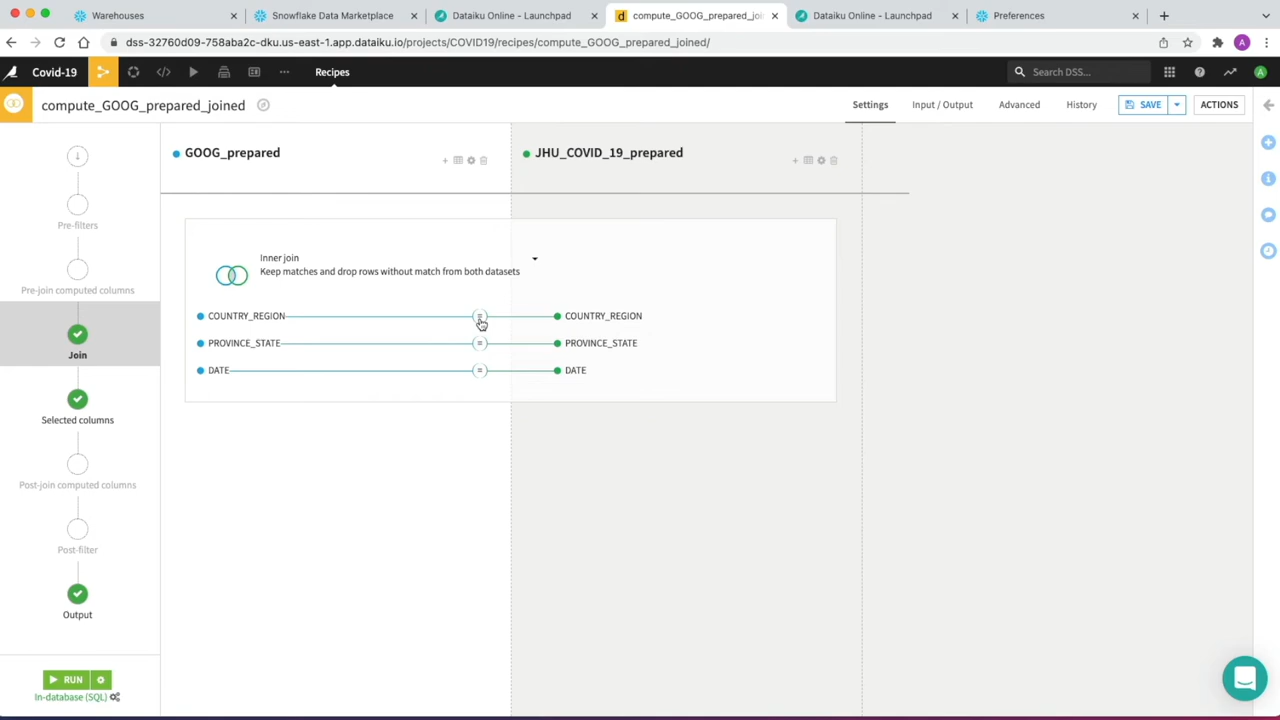 Warehouses
Snowflake Data Marketplace
Dataiku Online - Launchpad
compute_GOOG_prepared_joi
Dataiku Online - Launchpad
Preferences
dss-32760d09-758aba2c-dku.us-east-1.app.dataiku.io/projects/COVID19/recipes/compute_GOOG_prepared_joined/
A
Covid-19
Recipes
Search DSS...
A
compute_GOOG_prepared_joined
Settings
Input / Output
Advanced
History
SAVE
ACTIONS
GOOG_prepared
JHU_COVID_19_prepared
Pre-filters
Pre-join computed columns
Join
Selected columns
Post-join computed columns
Post-filter
Output
RUN
In-database (SQL)
Inner join
Keep matches and drop rows without match from both datasets
COUNTRY_REGION = COUNTRY_REGION
PROVINCE_STATE = PROVINCE_STATE
DATE = DATE